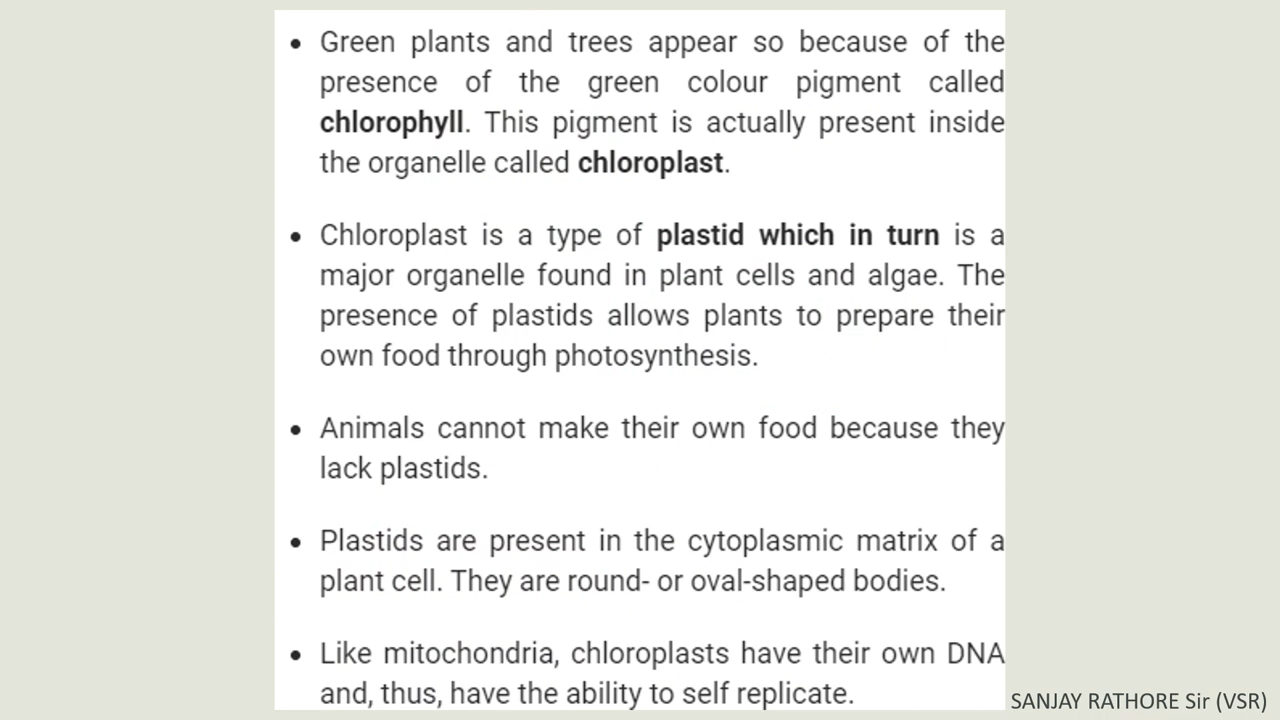 • Green plants and trees appear so because of the
presence of the green colour pigment called
chlorophyll. This pigment is actually present inside
the organelle called chloroplast.
• Chloroplast is a type of plastid which in turn is a
major organelle found in plant cells and algae. The
presence of plastids allows plants to prepare their
own food through photosynthesis.
• Animals cannot make their own food because they
lack plastids.
• Plastids are present in the cytoplasmic matrix of a
plant cell. They are round- or oval-shaped bodies.
• Like mitochondria, chloroplasts have their own DNA
and, thus, have the ability to self replicate.
SANJAY RATHORE Sir (VSR)